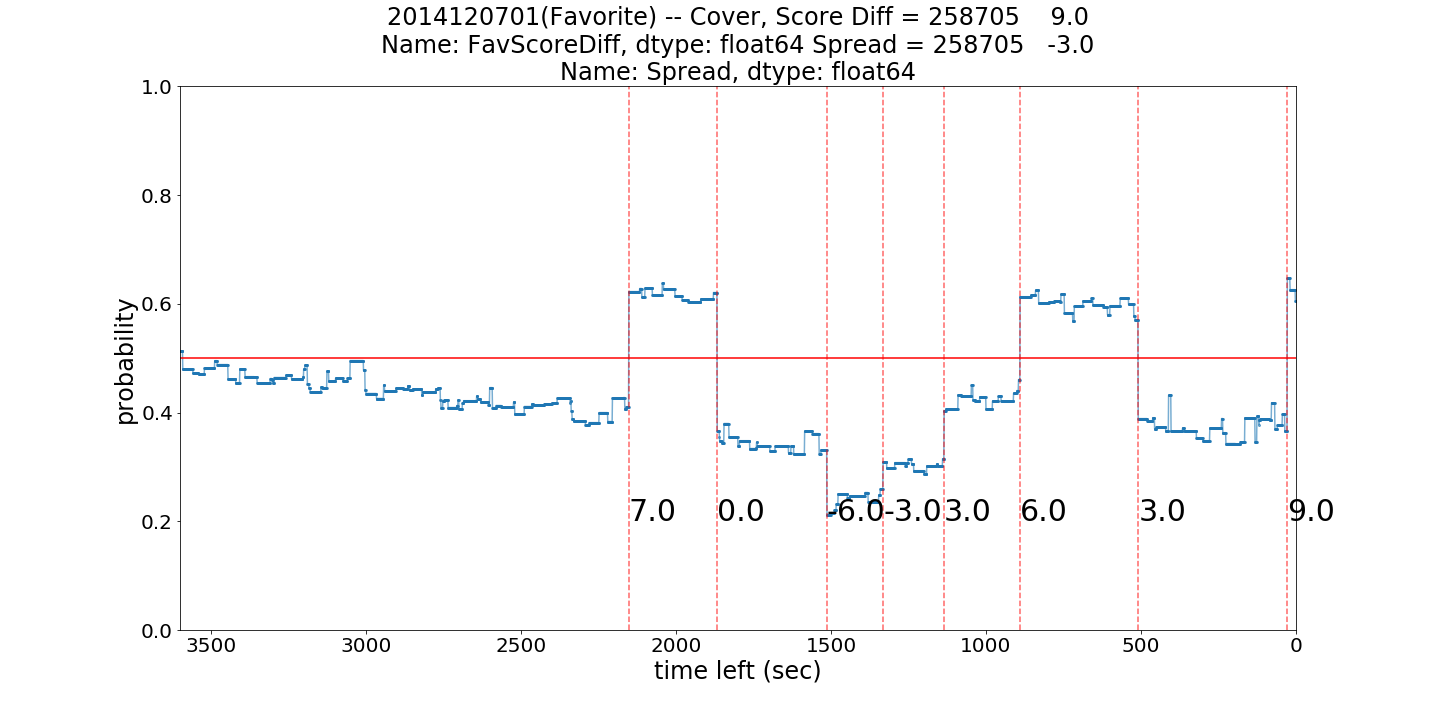 2014120701(Favorite) -- Cover, Score Diff = 258705    9.0
Name: FavScoreDiff, dtype: float64 Spread = 258705   -3.0
Name: Spread, dtype: float64
1.0
0.8
0.6
0.4
0.2
0.0
probability
7.0 0.0 -6.0 -3.0 3.0 6.0 3.0 9.0
3500 3000 2500 2000 1500 1000 500 0
time left (sec)